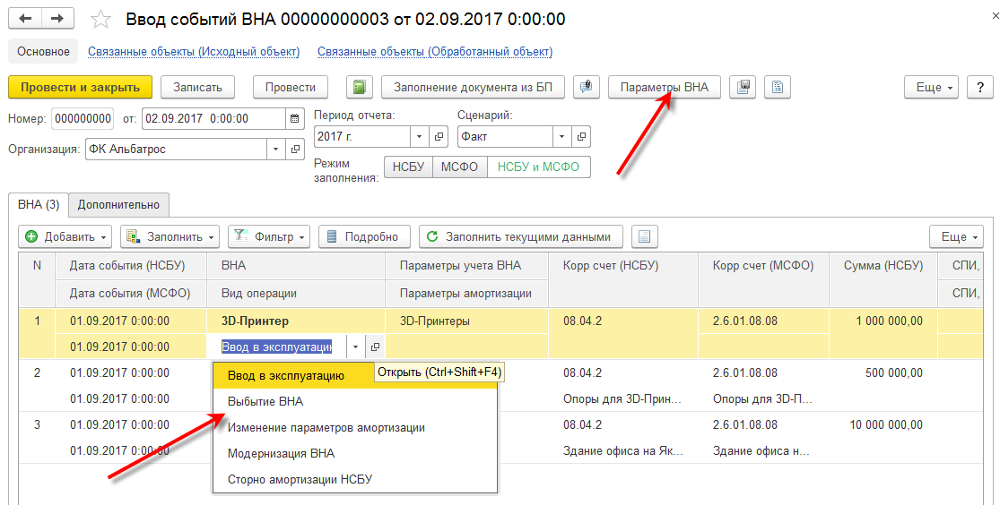 Ввод событий ВНА 00000000003 от 02.09.2017 0:00:00
Основное Связанные объекты (Исходный объект) Связанные объекты (Обработанный объект)
Провести и закрыть Записать Провести Заполнение документа из БП Параметры ВНА Еще ?
Номер: 000000000 от: 02.09.2017 0:00:00
Период отчета: Сценарий:
2017 г. Факт
Организация: ФК Альбатрос
Режим заполнения: НСБУ МСФО НСБУ и МСФО
ВНА (3) Дополнительно
Добавить Заполнить Фильтр Подробно Заполнить текущими данными Еще
N Дата события (НСБУ) ВНА Параметры учета ВНА Корр счет (НСБУ) Корр счет (МСФО) Сумма (НСБУ) СПИ,
Дата события (МСФО) Вид операции Параметры амортизации СПИ,
1 01.09.2017 0:00:00 3D-Принтер 3D-Принтеры 08.04.2 2.6.01.08.08 1 000 000,00
01.09.2017 0:00:00 Ввод в эксплуатаци
2 01.09.2017 0:00:00 08.04.2 2.6.01.08.08 500 000,00
01.09.2017 0:00:00 Опоры для 3D-Прин... Опоры для 3D-П...
3 01.09.2017 0:00:00 08.04.2 2.6.01.08.08 10 000 000,00
01.09.2017 0:00:00 Здание офиса на Як... Здание офиса н...
Ввод в эксплуатацию
Открыть (Ctrl+Shift+F4)
Выбытие ВНА
Изменение параметров амортизации
Модернизация ВНА
Сторно амортизации НСБУ